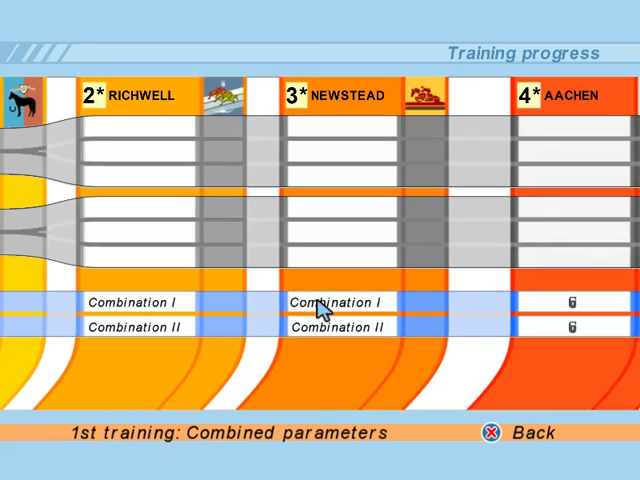 Training progress
2* RICHWELL 3* NEWSTEAD 4* AACHEN
Combination I Combination I
Combination II Combination II
1st training: Combined parameters Back